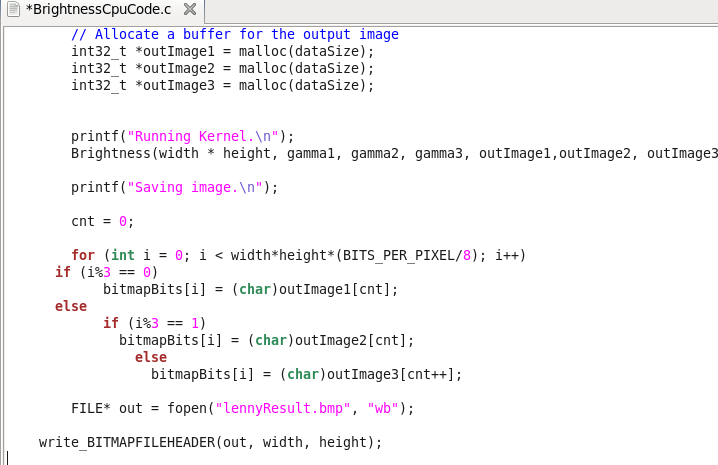 *BrightnessCpuCode.c
// Allocate a buffer for the output image
int32_t *outImage1 = malloc(dataSize);
int32_t *outImage2 = malloc(dataSize);
int32_t *outImage3 = malloc(dataSize);
printf("Running Kernel.\n");
Brightness(width * height, gamma1, gamma2, gamma3, outImage1,outImage2, outImage3
printf("Saving image.\n");
cnt = 0;
for (int i = 0; i < width*height*(BITS_PER_PIXEL/8); i++)
if (i%3 == 0)
bitmapBits[i] = (char)outImage1[cnt];
else
if (i%3 == 1)
bitmapBits[i] = (char)outImage2[cnt];
else
bitmapBits[i] = (char)outImage3[cnt++];
FILE* out = fopen("lennyResult.bmp", "wb");
write_BITMAPFILEHEADER(out, width, height);